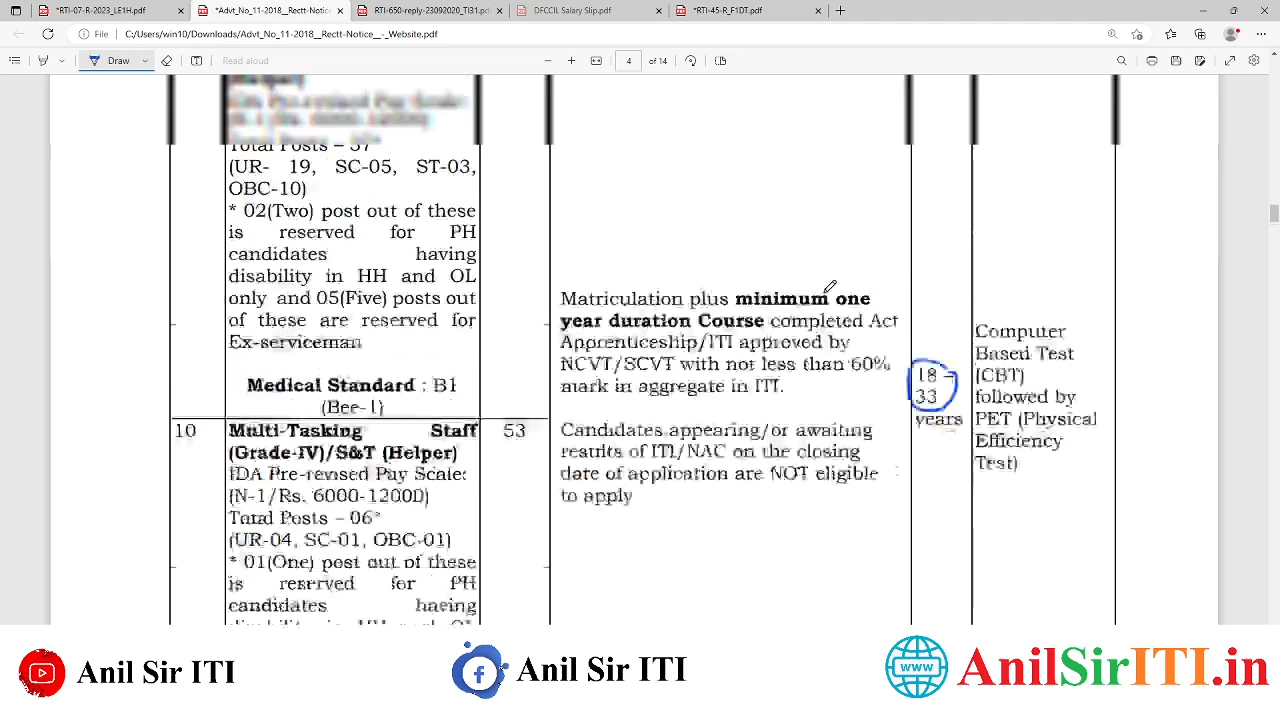 *RTI-07-R-2023_LE1H.pdf
*Advt_No_11-2018__Rectt-Notice
RTI-650-reply-23092020_TI31.pdf
DFCCIL Salary Slip.pdf
*RTI-45-R_F1DT.pdf
File
C:/Users/win10/Downloads/Advt_No_11-2018__Rectt-Notice__-_Website.pdf
Draw
Read aloud
4
of 14
Total Posts – 37
(UR- 19, SC-05, ST-03,
OBC-10)
* 02(Two) post out of these
is reserved for PH
candidates having
disability in HH and OL
only and 05(Five) posts out
of these are reserved for
Ex-serviceman
Medical Standard : B1
(Bee-1)
10
Multi-Tasking Staff
(Grade-IV)/S&T (Helper)
IDA Pre-revised Pay Scale:
(N-1/Rs. 6000-12000)
Total Posts – 06*
(UR-04, SC-01, OBC-01)
* 01(One) post out of these
is reserved for PH
candidates having
53
Matriculation plus minimum one
year duration Course completed Act
Apprenticeship/ITI approved by
NCVT/SCVT with not less than 60%
mark in aggregate in ITI.
Candidates appearing/or awaiting
results of ITI/NAC on the closing
date of application are NOT eligible
to apply
18 –
33
years
Computer
Based Test
(CBT)
followed by
PET (Physical
Efficiency
Test)
Anil Sir ITI
Anil Sir ITI
www
AnilSirITI.in